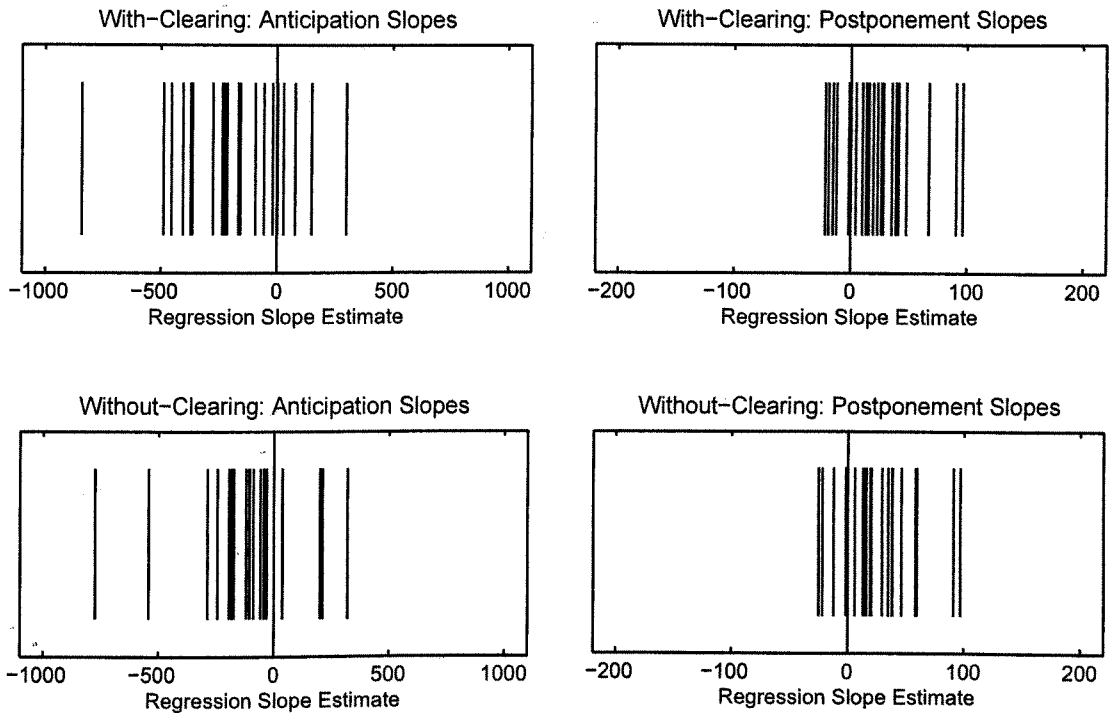 With−Clearing: Anticipation Slopes
With−Clearing: Postponement Slopes
−1000 −500 0 500 1000
−200 −100 0 100 200
Regression Slope Estimate
Regression Slope Estimate
Without−Clearing: Anticipation Slopes
Without−Clearing: Postponement Slopes
−1000 −500 0 500 1000
−200 −100 0 100 200
Regression Slope Estimate
Regression Slope Estimate